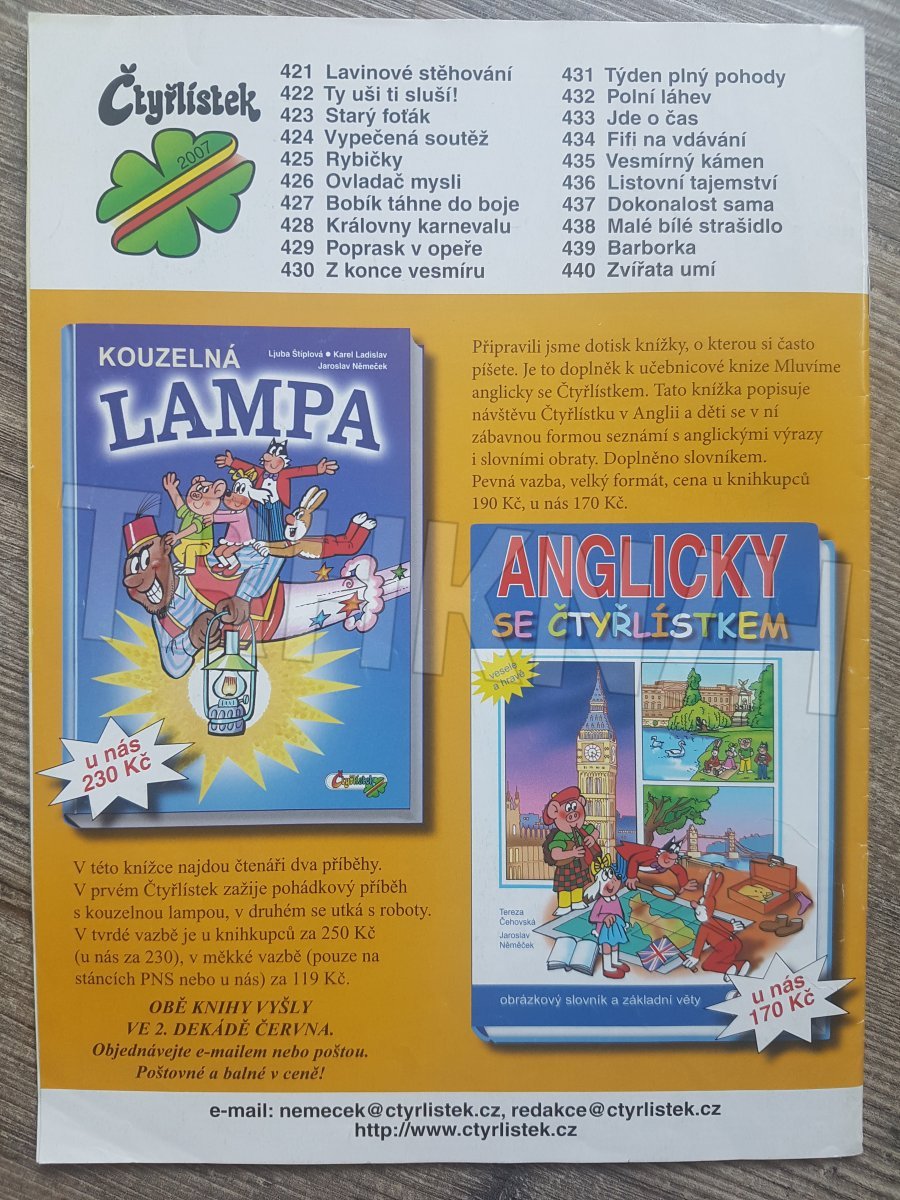 Čtyřlístek
2007
421 Lavinové stěhování
422 Ty uši ti sluší!
423 Starý foťák
424 Vypečená soutěž
425 Rybičky
426 Ovladač mysli
427 Bobík táhne do boje
428 Královny karnevalu
429 Poprask v opeře
430 Z konce vesmíru
431 Týden plný pohody
432 Polní láhev
433 Jde o čas
434 Fifi na vdávání
435 Vesmírný kámen
436 Listovní tajemství
437 Dokonalost sama
438 Malé bílé strašidlo
439 Barborka
440 Zvířata umí
KOUZELNÁ
Ljuba Štíplová ● Karel Ladislav
Jaroslav Němeček
LAMPA
Čtyřlístek
u nás
230 Kč
V této knížce najdou čtenáři dva příběhy.
V prvém Čtyřlístek zažije pohádkový příběh
s kouzelnou lampou, v druhém se utká s roboty.
V tvrdé vazbě je u knihkupců za 250 Kč
(u nás za 230), v měkké vazbě (pouze na
stáncích PNS nebo u nás) za 119 Kč.
OBĚ KNIHY VYŠLY
VE 2. DEKÁDĚ ČERVNA.
Objednávejte e-mailem nebo poštou.
Poštovné a balné v ceně!
Připravili jsme dotisk knížky, o kterou si často
píšete. Je to doplněk k učebnicové knize Mluvíme
anglicky se Čtyřlístkem. Tato knížka popisuje
návštěvu Čtyřlístku v Anglii a děti se v ní
zábavnou formou seznámí s anglickými výrazy
i slovními obraty. Doplněno slovníkem.
Pevná vazba, velký formát, cena u knihkupců
190 Kč, u nás 170 Kč.
ANGLICKY
SE ČTYŘLÍSTKEM
vesele
a hravě
Tereza
Čehovská
Jaroslav
Němeček
obrázkový slovník a základní věty
u nás
170 Kč
e-mail: nemecek@ctyrlistek.cz, redakce@ctyrlistek.cz
http://www.ctyrlistek.cz